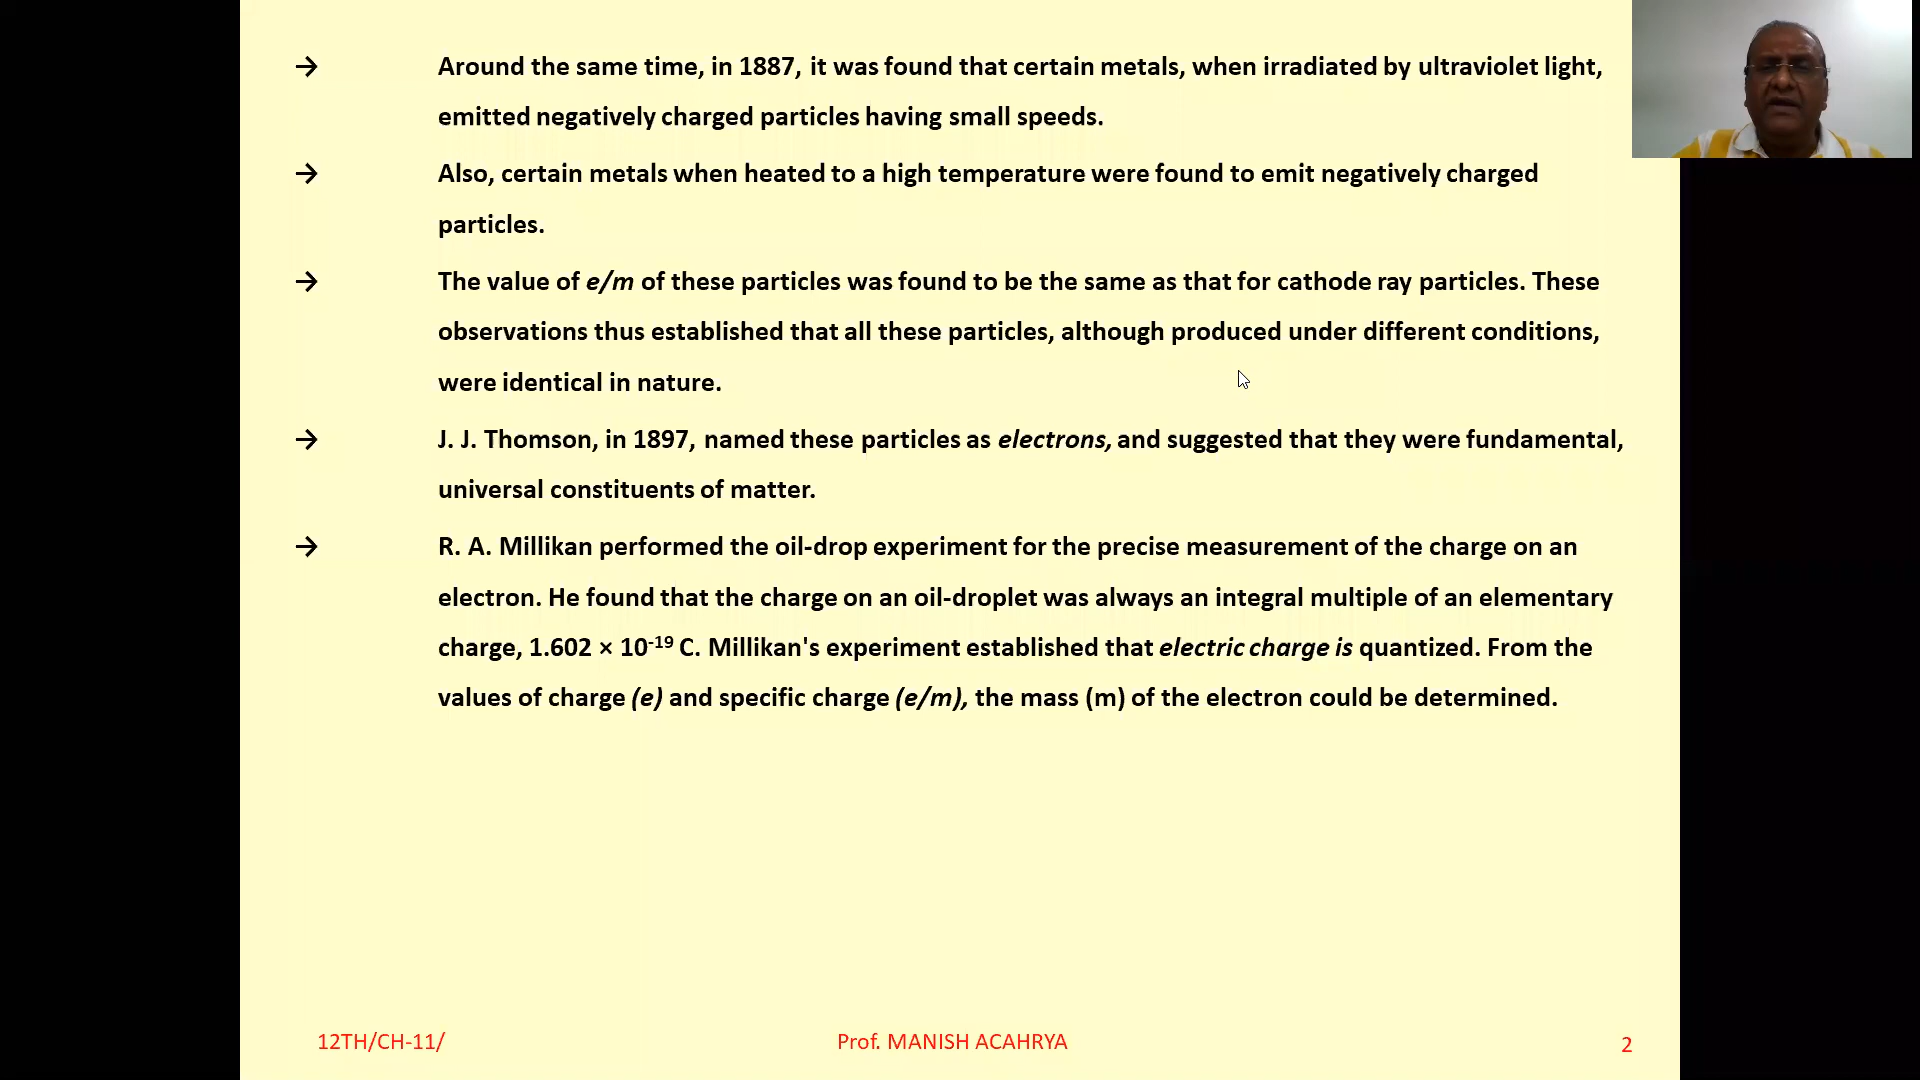 → Around the same time, in 1887, it was found that certain metals, when irradiated by ultraviolet light,
emitted negatively charged particles having small speeds.
→ Also, certain metals when heated to a high temperature were found to emit negatively charged
particles.
→ The value of e/m of these particles was found to be the same as that for cathode ray particles. These
observations thus established that all these particles, although produced under different conditions,
were identical in nature.
→ J. J. Thomson, in 1897, named these particles as electrons, and suggested that they were fundamental,
universal constituents of matter.
→ R. A. Millikan performed the oil-drop experiment for the precise measurement of the charge on an
electron. He found that the charge on an oil-droplet was always an integral multiple of an elementary
charge, 1.602 × 10⁻¹⁹ C. Millikan's experiment established that electric charge is quantized. From the
values of charge (e) and specific charge (e/m), the mass (m) of the electron could be determined.
12TH/CH-11/ Prof. MANISH ACAHRYA 2